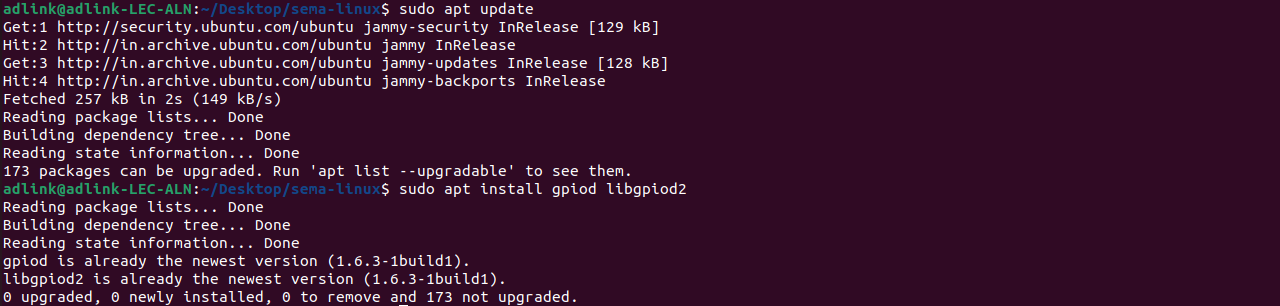 adlink@adlink-LEC-ALN:~/Desktop/sema-linux$ sudo apt update
Get:1 http://security.ubuntu.com/ubuntu jammy-security InRelease [129 kB]
Hit:2 http://in.archive.ubuntu.com/ubuntu jammy InRelease
Get:3 http://in.archive.ubuntu.com/ubuntu jammy-updates InRelease [128 kB]
Hit:4 http://in.archive.ubuntu.com/ubuntu jammy-backports InRelease
Fetched 257 kB in 2s (149 kB/s)
Reading package lists... Done
Building dependency tree... Done
Reading state information... Done
173 packages can be upgraded. Run 'apt list --upgradable' to see them.
adlink@adlink-LEC-ALN:~/Desktop/sema-linux$ sudo apt install gpiod libgpiod2
Reading package lists... Done
Building dependency tree... Done
Reading state information... Done
gpiod is already the newest version (1.6.3-1build1).
libgpiod2 is already the newest version (1.6.3-1build1).
0 upgraded, 0 newly installed, 0 to remove and 173 not upgraded.